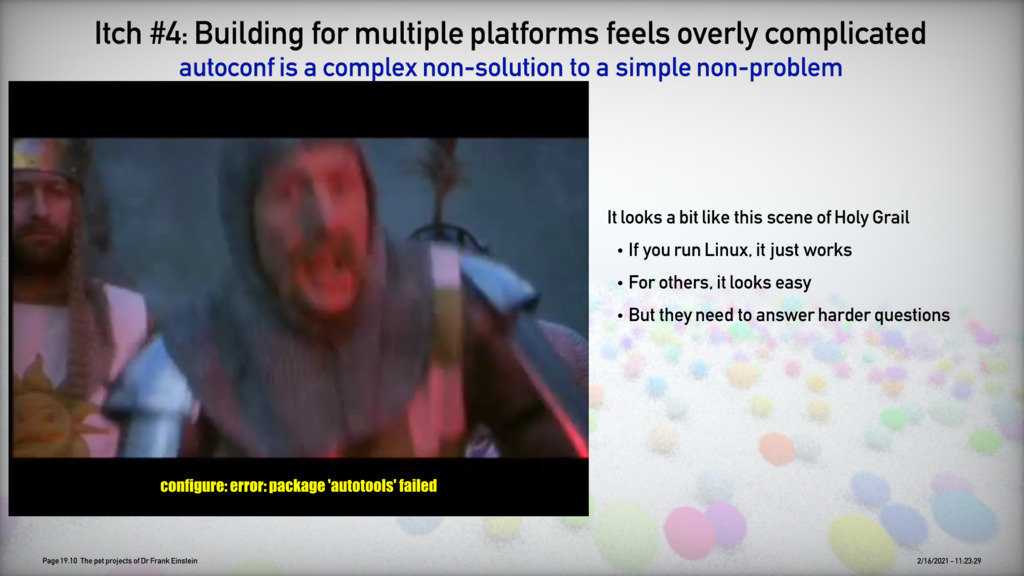 Itch #4: Building for multiple platforms feels overly complicated
autoconf is a complex non-solution to a simple non-problem
It looks a bit like this scene of Holy Grail
• If you run Linux, it just works
• For others, it looks easy
• But they need to answer harder questions
configure: error: package 'autotools' failed
Page 19.10 The pet projects of Dr Frank Einstein
2/16/2021 - 11:23:29